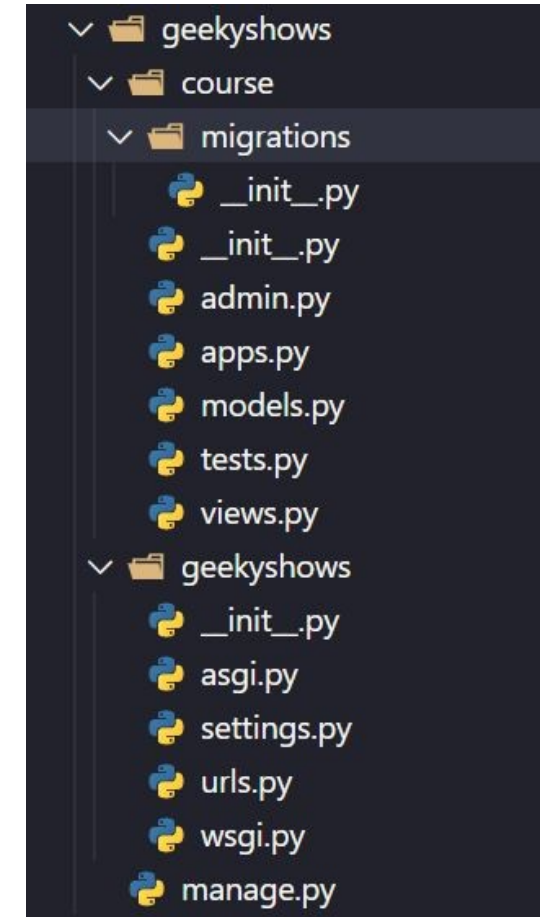 geekyshows
course
migrations
__init__.py
__init__.py
admin.py
apps.py
models.py
tests.py
views.py
geekyshows
__init__.py
asgi.py
settings.py
urls.py
wsgi.py
manage.py